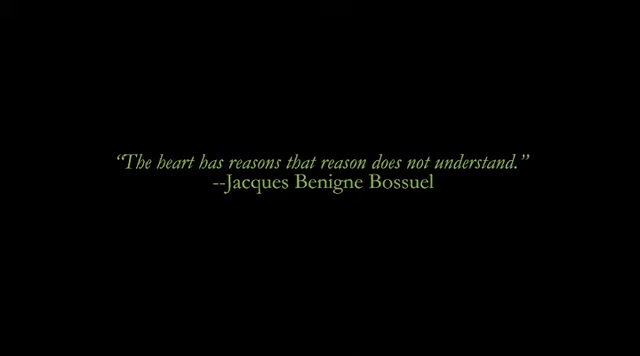 “The heart has reasons that reason does not understand.”
--Jacques Benigne Bossuel